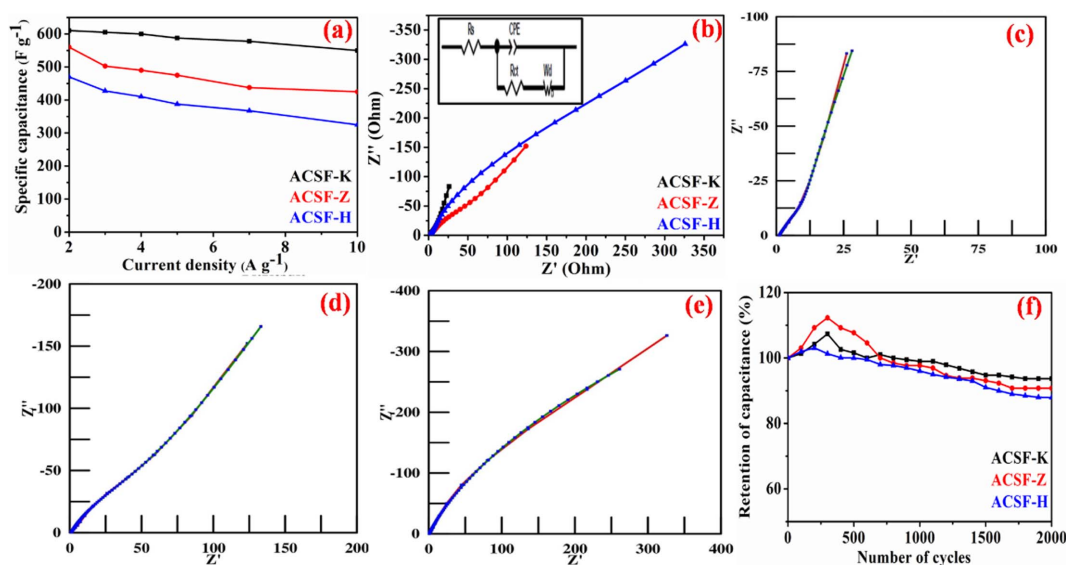 (a)
Specific capacitance (F g-1)
600
500
400
300
200
100
0
ACSF-K
ACSF-Z
ACSF-H
2
4
6
8
10
Current density (A g-1)
(b)
Rs
CPE
Rct
Wd
Z'' (Ohm)
-350
-300
-250
-200
-150
-100
-50
0
ACSF-K
ACSF-Z
ACSF-H
0
50
100
150
200
250
300
350
Z' (Ohm)
(c)
Z''
-100
-75
-50
-25
0
0
25
50
75
100
Z'
(d)
Z''
-200
-150
-100
-50
0
0
50
100
150
200
Z'
(e)
Z''
-400
-300
-200
-100
0
0
100
200
300
400
Z'
(f)
Retention of capacitance (%)
120
100
80
60
ACSF-K
ACSF-Z
ACSF-H
0
500
1000
1500
2000
Number of cycles